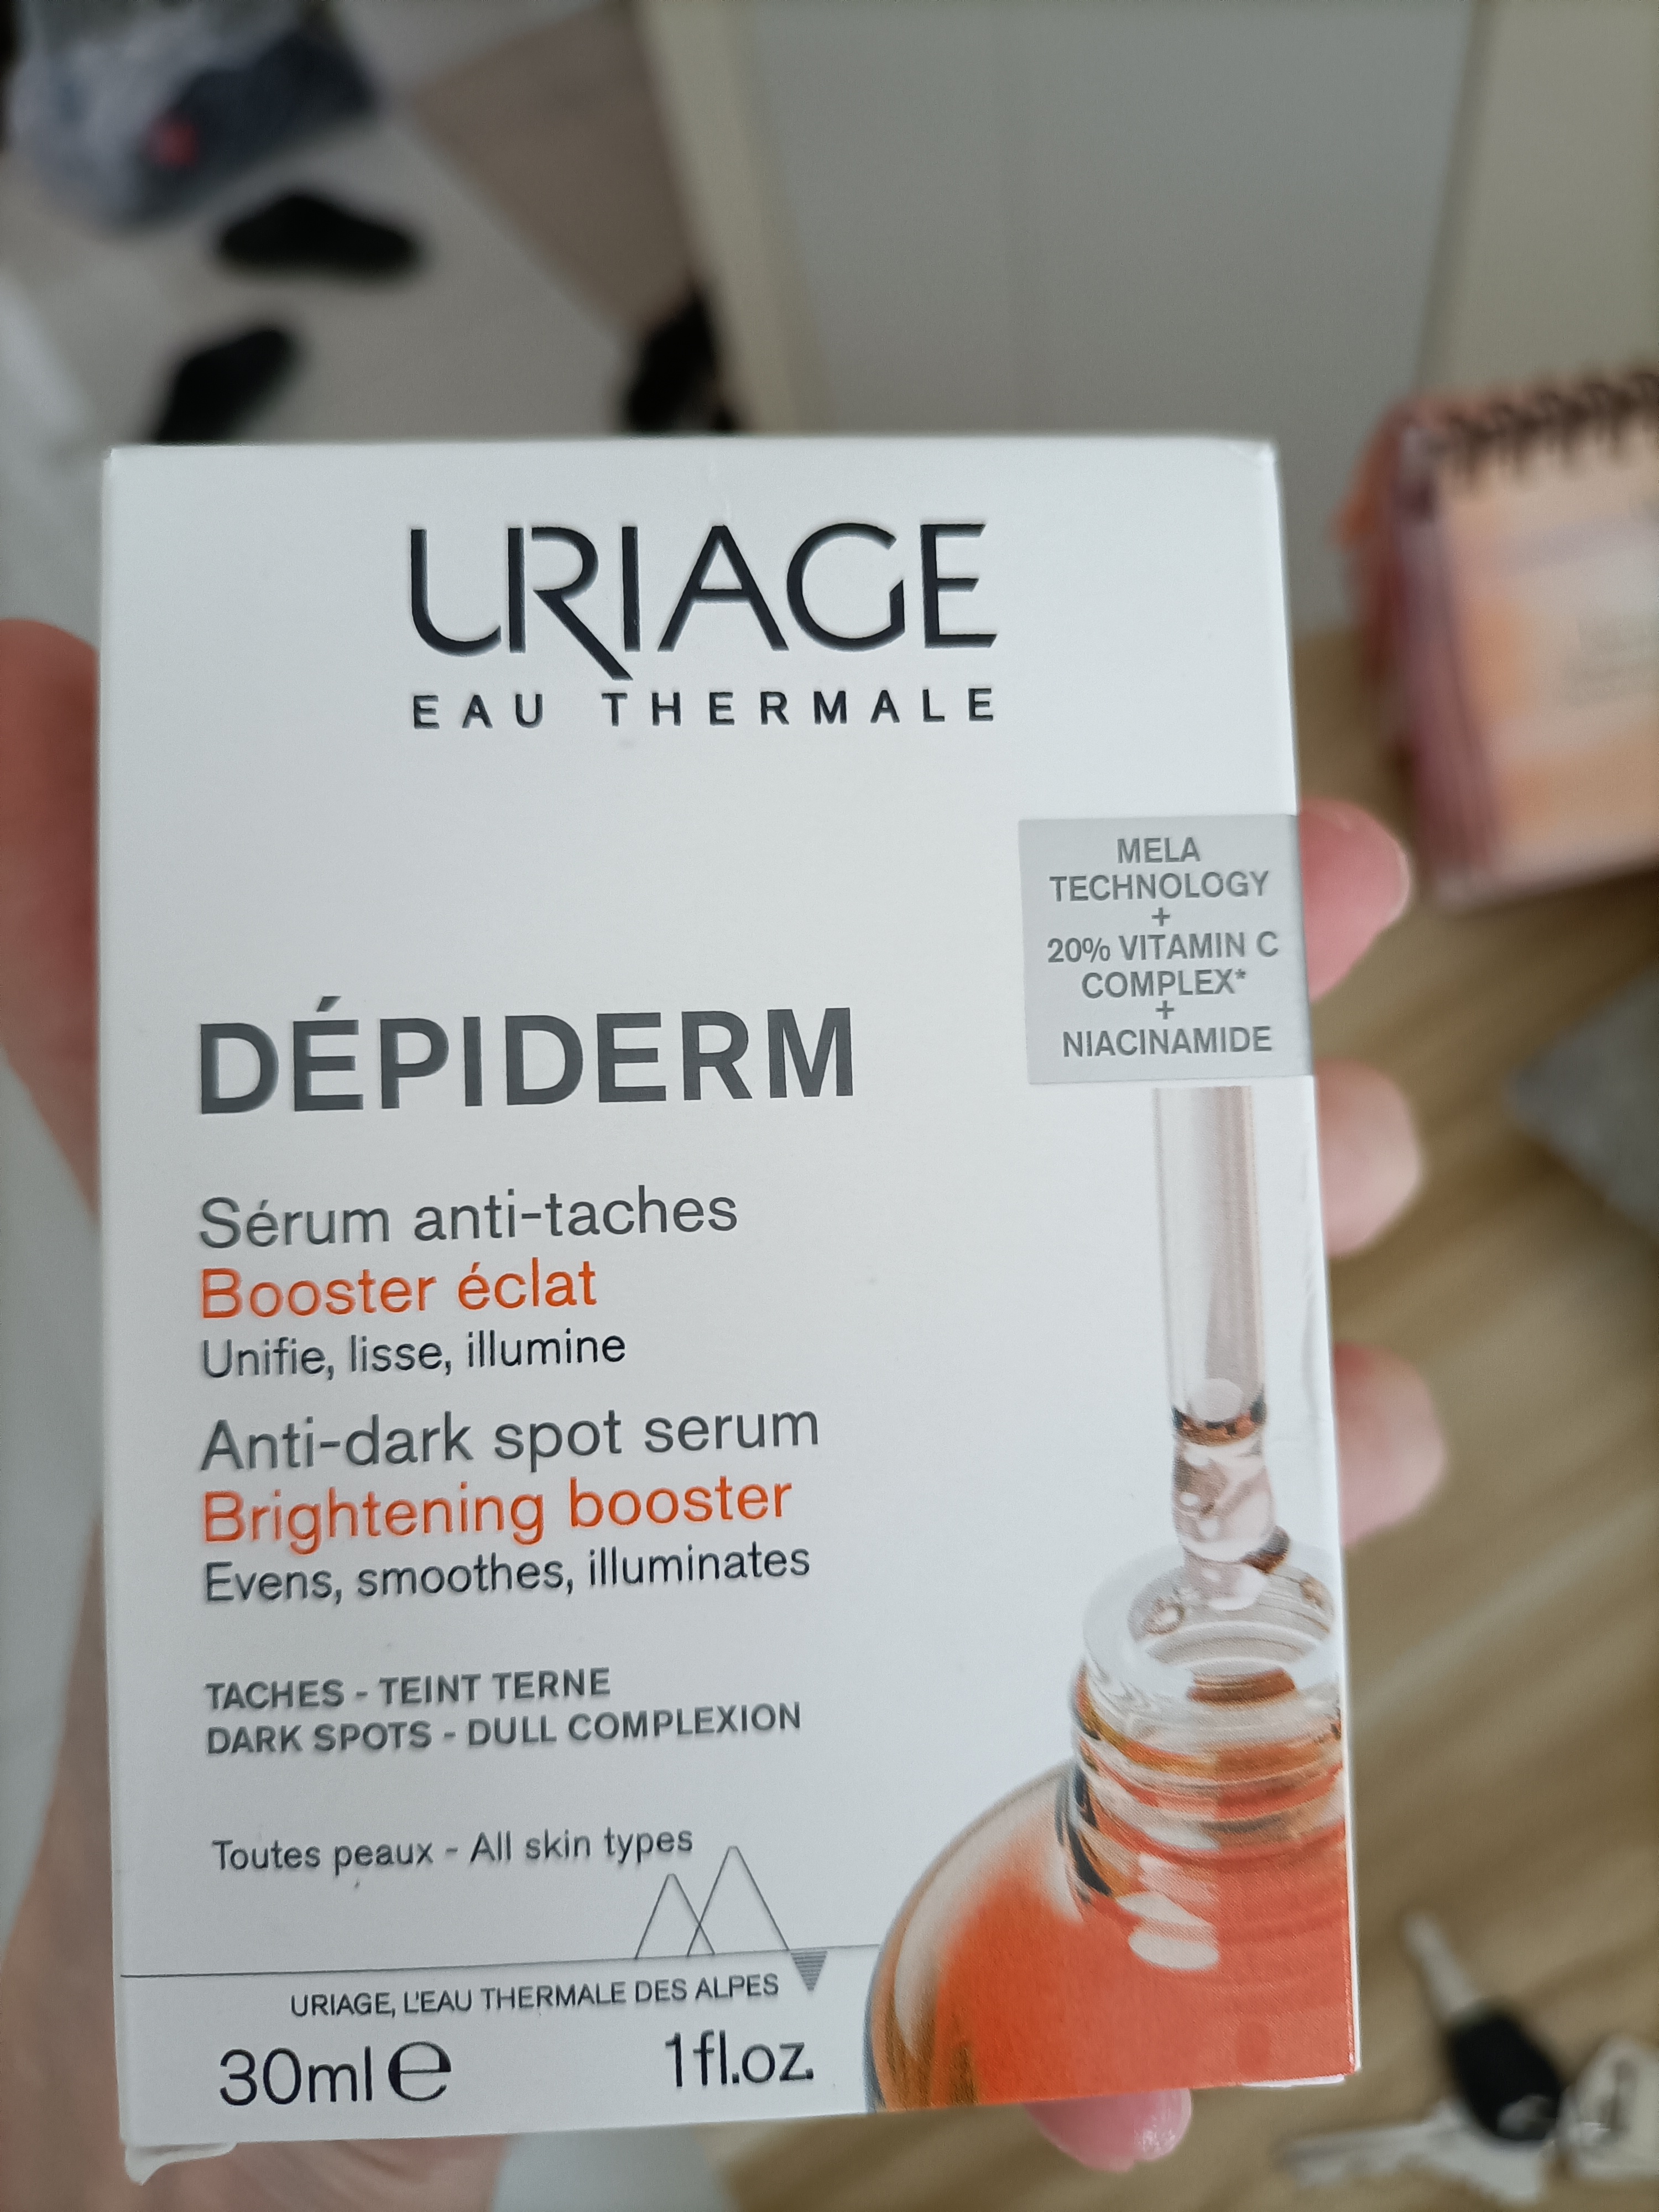 URIAGE
EAU THERMALE
MELA
TECHNOLOGY
+
20% VITAMIN C
COMPLEX*
+
NIACINAMIDE
DÉPIDERM
Sérum anti-taches
Booster éclat
Unifie, lisse, illumine
Anti-dark spot serum
Brightening booster
Evens, smoothes, illuminates
TACHES - TEINT TERNE
DARK SPOTS - DULL COMPLEXION
Toutes peaux - All skin types
URIAGE, L'EAU THERMALE DES ALPES
30ml e 1fl.oz.